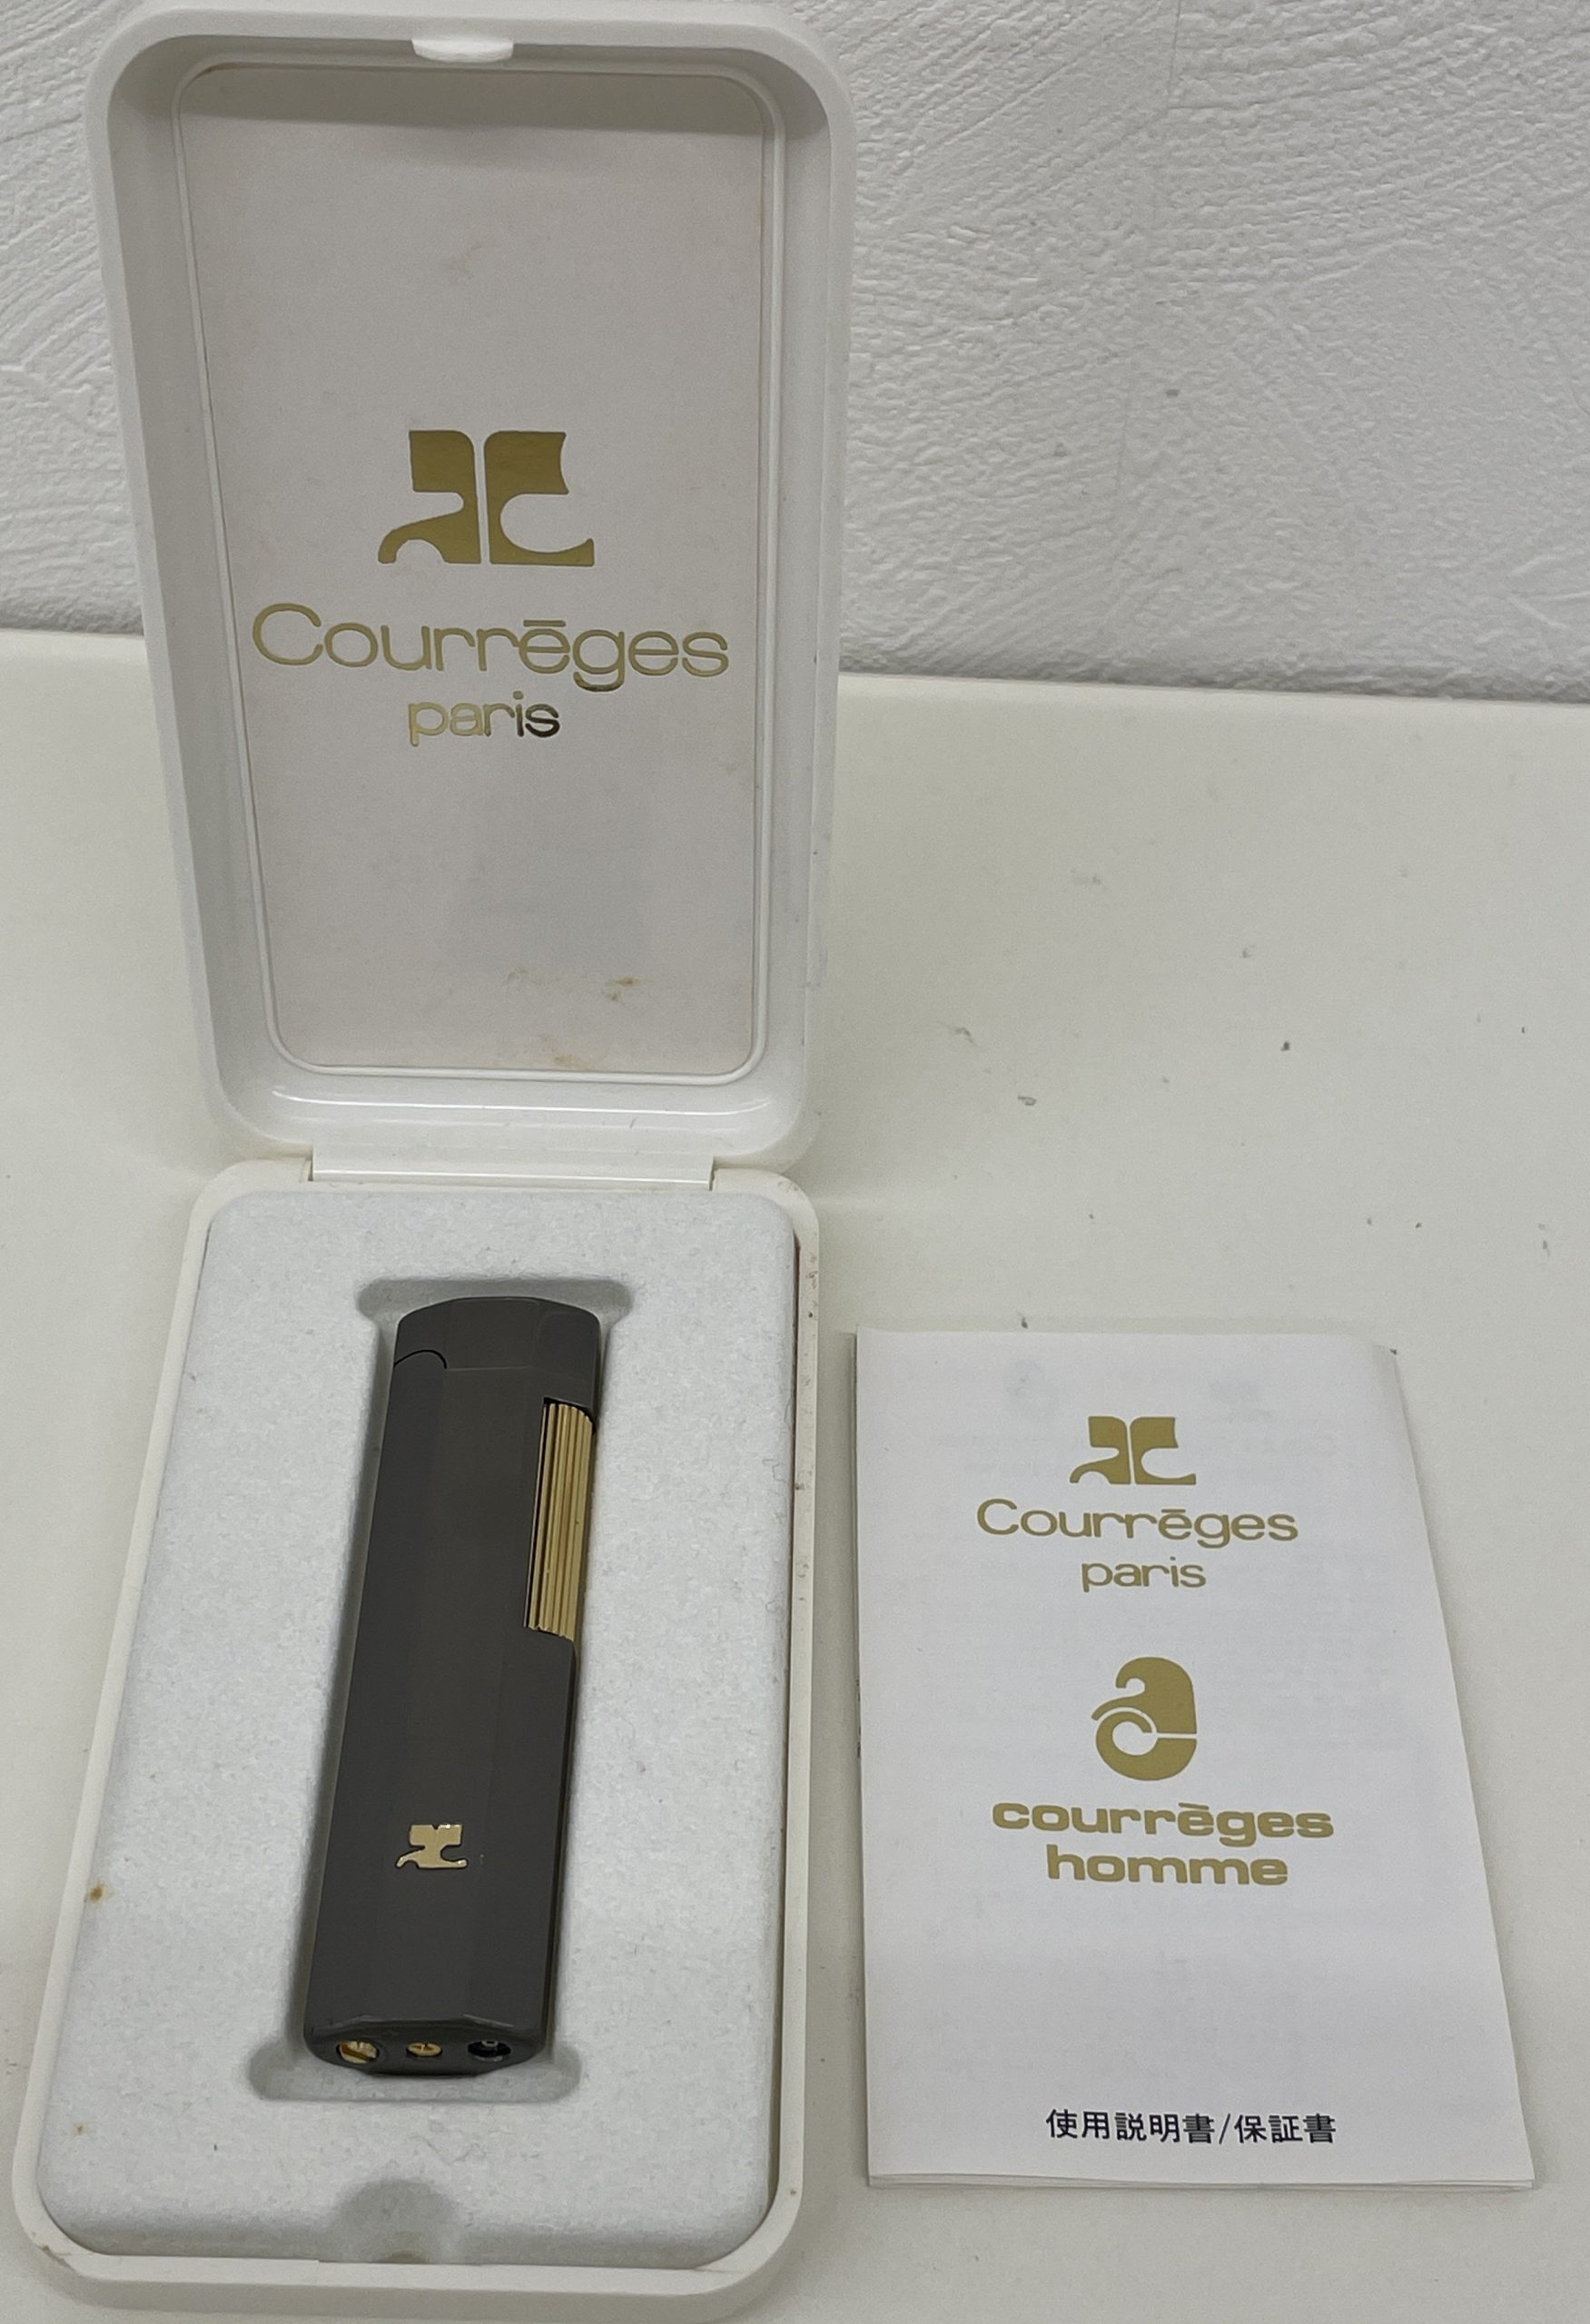 Courrēges
paris
Courrēges
paris
courrēges
homme
使用説明書/保証書